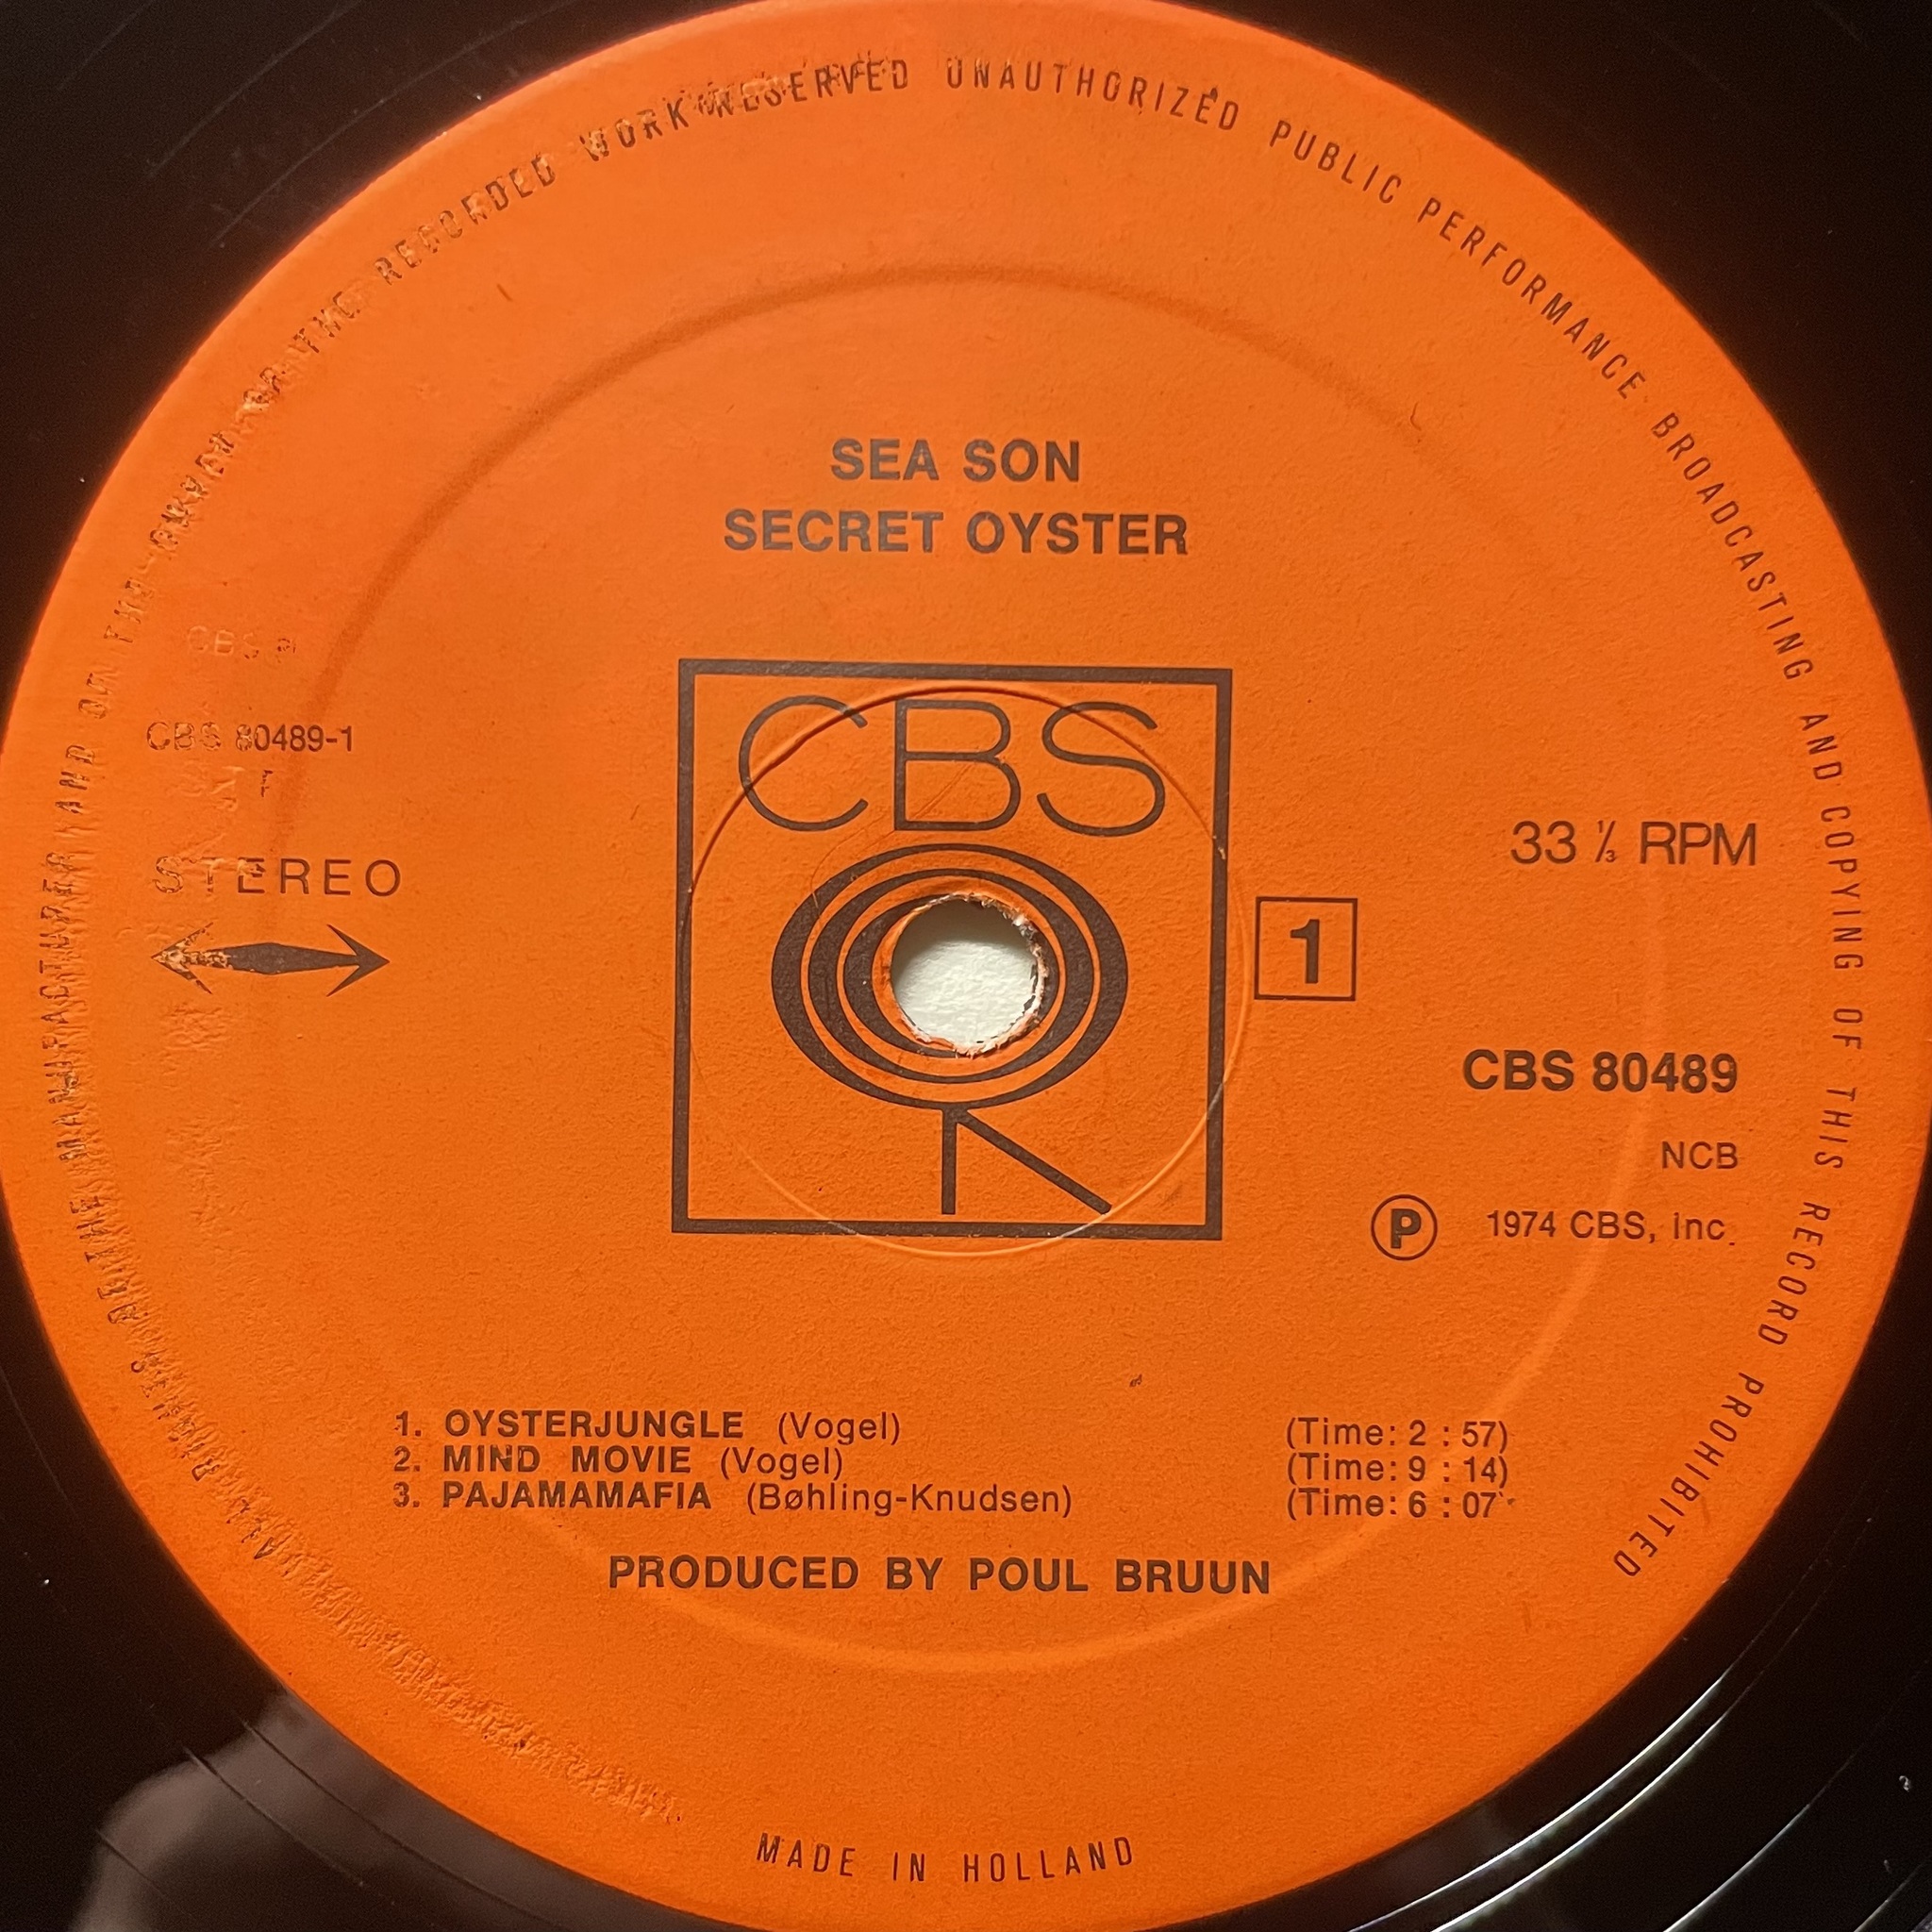 ALL RIGHTS OF THE MANUFACTURER AND OF THE OWNER OF THE RECORDED WORK RESERVED UNAUTHORIZED PUBLIC PERFORMANCE BROADCASTING AND COPYING OF THIS RECORD PROHIBITED
SEA SON
SECRET OYSTER
CBS
CBS 80489-1
STEREO
33 ⅓ RPM
1
CBS 80489
NCB
Ⓟ 1974 CBS, Inc.
1. OYSTERJUNGLE (Vogel) (Time: 2 : 57)
2. MIND MOVIE (Vogel) (Time: 9 : 14)
3. PAJAMAMAFIA (Bøhling-Knudsen) (Time: 6 : 07
PRODUCED BY POUL BRUUN
MADE IN HOLLAND